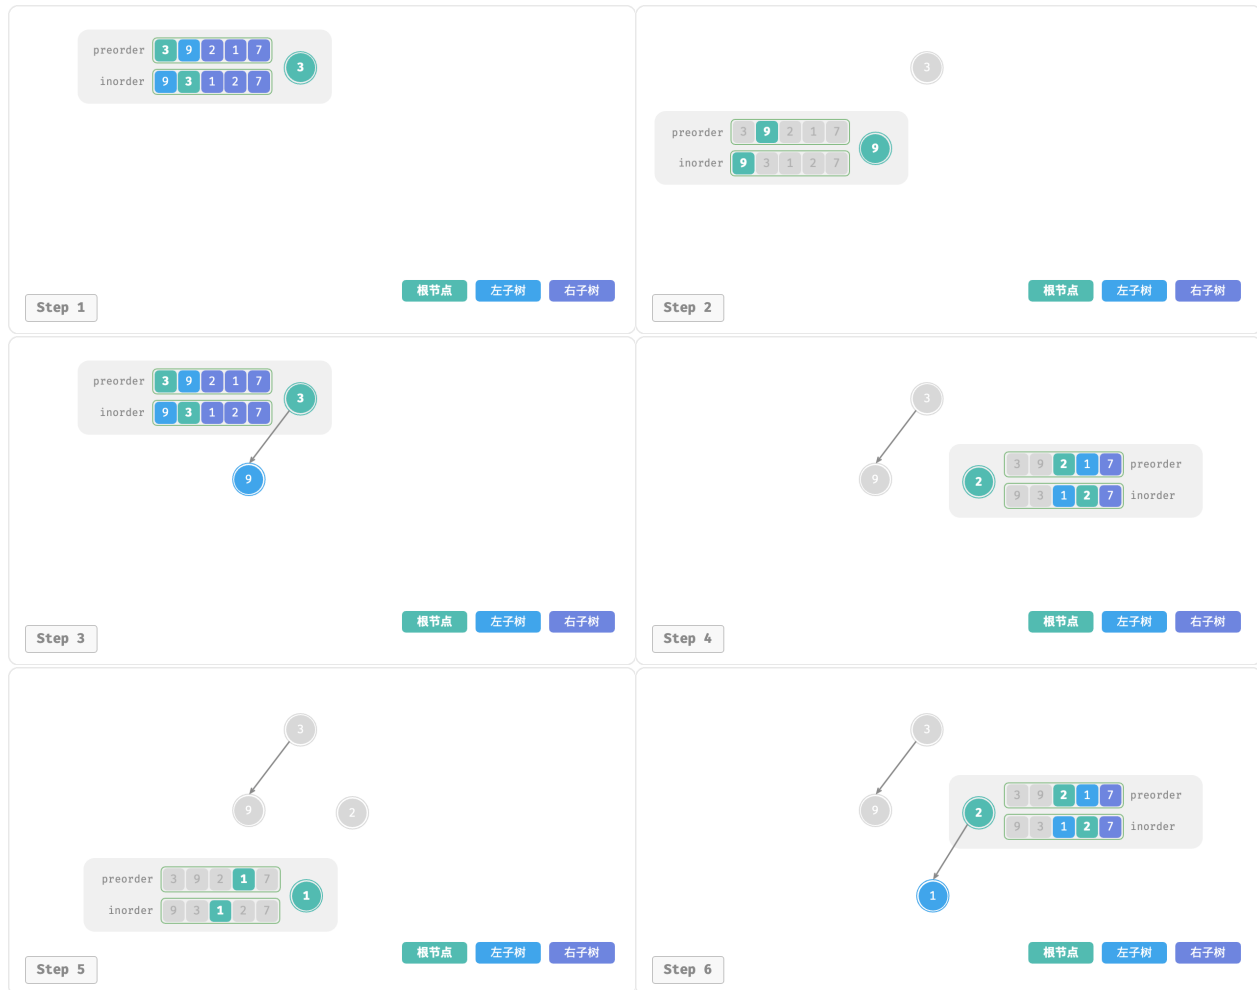 preorder 3 9 2 1 7
3
inorder 9 3 1 2 7
根节点 左子树 右子树
Step 1
3
preorder 3 9 2 1 7
9
inorder 9 3 1 2 7
根节点 左子树 右子树
Step 2
preorder 3 9 2 1 7
3
inorder 9 3 1 2 7
9
根节点 左子树 右子树
Step 3
3
3 9 2 1 7 preorder
9 2
9 3 1 2 7 inorder
根节点 左子树 右子树
Step 4
3
9 2
preorder 3 9 2 1 7
1
inorder 9 3 1 2 7
根节点 左子树 右子树
Step 5
3
3 9 2 1 7 preorder
9 2
9 3 1 2 7 inorder
1
根节点 左子树 右子树
Step 6